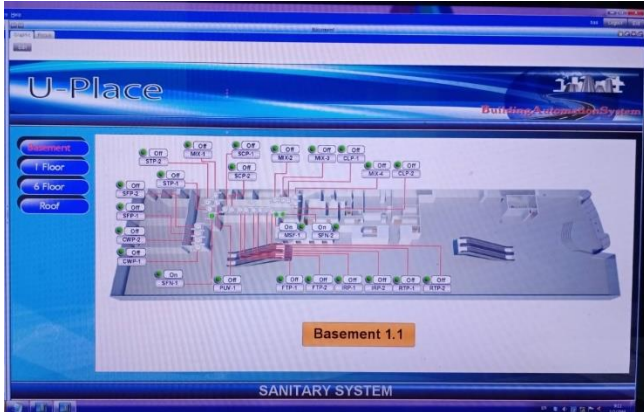 Basement
U-Place
BuildingAutomationSystem
Basement
1 Floor
6 Floor
Roof
Off Off Off Off Off Off
STP-2 MIX-1 SCP-1 MIX-2 MIX-3 CLP-1
Off Off Off
SCP-2 MIX-4 CLP-2
Off Off
SFP-2 STP-1
Off
SFP-1
Off On On
CWP-2 MSF-1 SFN-2
Off
CWP-1
On Off Off Off Off Off Off Off
SFN-1 PUV-1 FTP-1 FTP-2 IRP-1 IRP-2 RTP-1 RTP-2
Basement 1.1
SANITARY SYSTEM